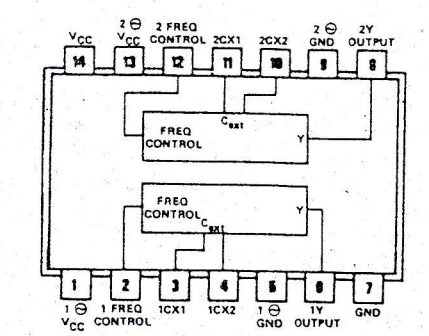 VCC
2 ⊖
VCC
2 FREQ
CONTROL
2CX1
2CX2
2 ⊖
GND
2Y
OUTPUT
14 13 12 11 10 9 8
Cext
FREQ
CONTROL
Y
FREQ
CONTROL
Cext
Y
1 2 3 4 5 6 7
1 ⊖
VCC
1 FREQ
CONTROL
1CX1
1CX2
1 ⊖
GND
1Y
OUTPUT
GND